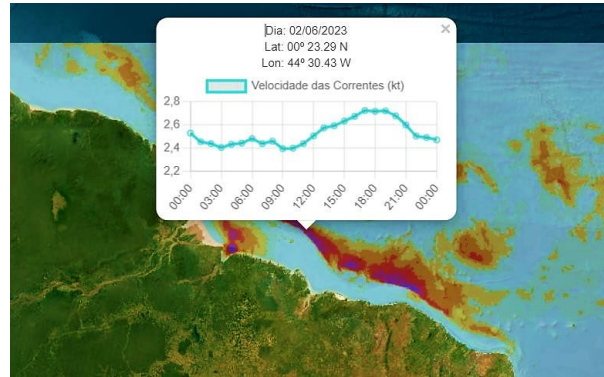 Dia: 02/06/2023
×
Lat: 00º 23.29 N
Lon: 44º 30.43 W
Velocidade das Correntes (kt)
2,8
2,6
2,4
2,2
00:00 03:00 06:00 09:00 12:00 15:00 18:00 21:00 00:00